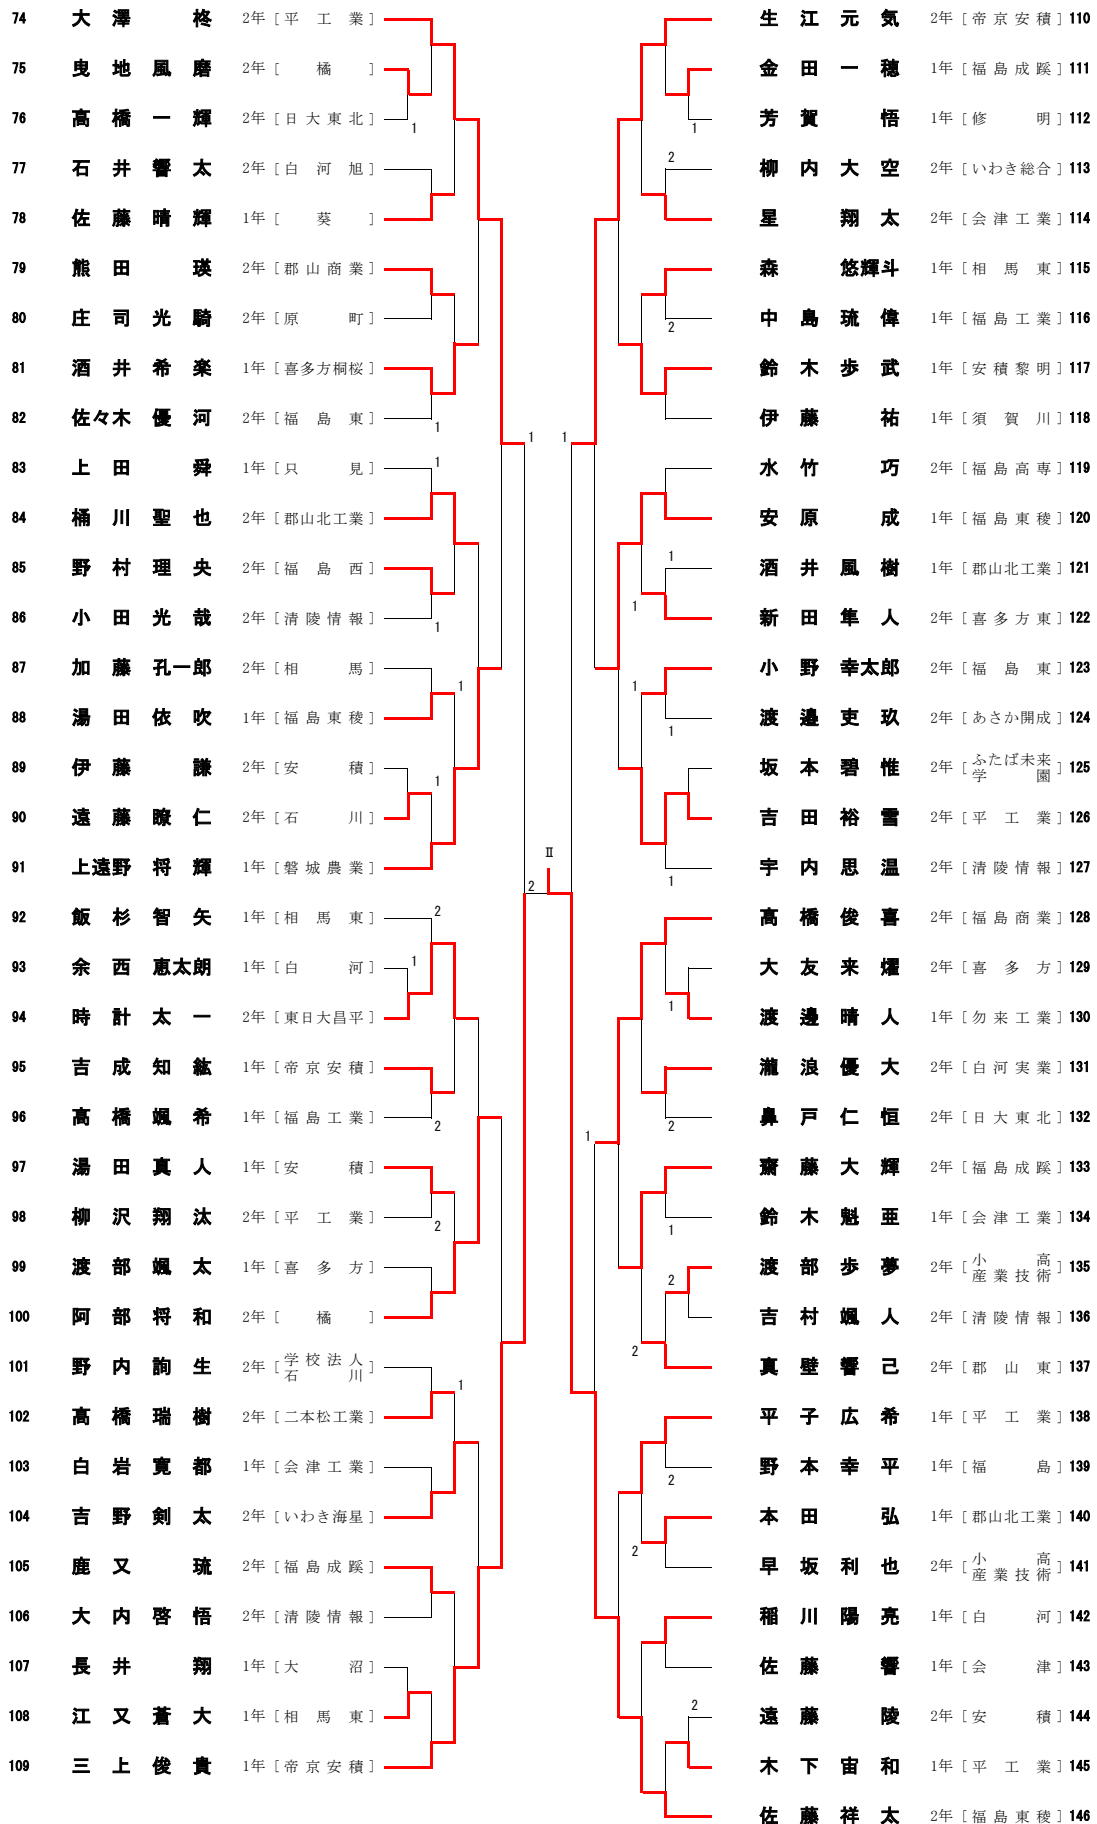 74 大澤柊 2年 [平工業]
75 曳地風磨 2年 [橘]
76 高橋一輝 2年 [日大東北]
1
77 石井響太 2年 [白河旭]
78 佐藤晴輝 1年 [葵]
79 熊田瑛 2年 [郡山商業]
80 庄司光騎 2年 [原町]
81 酒井希楽 1年 [喜多方桐桜]
82 佐々木優河 2年 [福島東]
1
1
83 上田舜 1年 [只見]
1
84 桶川聖也 2年 [郡山北工業]
85 野村理央 2年 [福島西]
86 小田光哉 2年 [清陵情報]
1
87 加藤孔一郎 2年 [相馬]
1
88 湯田依吹 1年 [福島東稜]
89 伊藤謙 2年 [安積]
1
90 遠藤瞭仁 2年 [石川]
91 上遠野将輝 1年 [磐城農業]
2
92 飯杉智矢 1年 [相馬東]
2
93 余西恵太朗 1年 [白河]
1
94 時計太一 2年 [東日大昌平]
95 吉成知紘 1年 [帝京安積]
96 高橋颯希 1年 [福島工業]
2
97 湯田真人 1年 [安積]
98 柳沢翔汰 2年 [平工業]
2
99 渡部颯太 1年 [喜多方]
100 阿部将和 2年 [橘]
101 野内詢生 2年 [学校法人石川]
1
102 高橋瑞樹 2年 [二本松工業]
103 白岩寛都 1年 [会津工業]
104 吉野剣太 2年 [いわき海星]
105 鹿又琉 2年 [福島成蹊]
106 大内啓悟 2年 [清陵情報]
107 長井翔 1年 [大沼]
108 江又蒼大 1年 [相馬東]
109 三上俊貴 1年 [帝京安積]
Ⅱ
生江元気 2年 [帝京安積] 110
金田一穂 1年 [福島成蹊] 111
芳賀悟 1年 [修明] 112
1
2
柳内大空 2年 [いわき総合] 113
星翔太 2年 [会津工業] 114
森悠輝斗 1年 [相馬東] 115
中島琉偉 1年 [福島工業] 116
2
鈴木歩武 1年 [安積黎明] 117
伊藤祐 1年 [須賀川] 118
1
水竹巧 2年 [福島高専] 119
安原成 1年 [福島東稜] 120
1
酒井風樹 1年 [郡山北工業] 121
1
新田隼人 2年 [喜多方東] 122
小野幸太郎 2年 [福島東] 123
1
渡邉吏玖 2年 [あさか開成] 124
1
坂本碧惟 2年 [ふたば未来学園] 125
吉田裕雪 2年 [平工業] 126
宇内思温 2年 [清陵情報] 127
1
高橋俊喜 2年 [福島商業] 128
大友来燿 2年 [喜多方] 129
1
渡邊晴人 1年 [勿来工業] 130
瀧浪優大 2年 [白河実業] 131
鼻戸仁恒 2年 [日大東北] 132
2
1
齋藤大輝 2年 [福島成蹊] 133
鈴木魁亜 1年 [会津工業] 134
1
渡部歩夢 2年 [小高産業技術] 135
2
吉村颯人 2年 [清陵情報] 136
2
真壁響己 2年 [郡山東] 137
平子広希 1年 [平工業] 138
野本幸平 1年 [福島] 139
2
本田弘 1年 [郡山北工業] 140
2
早坂利也 2年 [小高産業技術] 141
稲川陽亮 1年 [白河] 142
佐藤響 1年 [会津] 143
2
遠藤陵 2年 [安積] 144
木下宙和 1年 [平工業] 145
佐藤祥太 2年 [福島東稜] 146